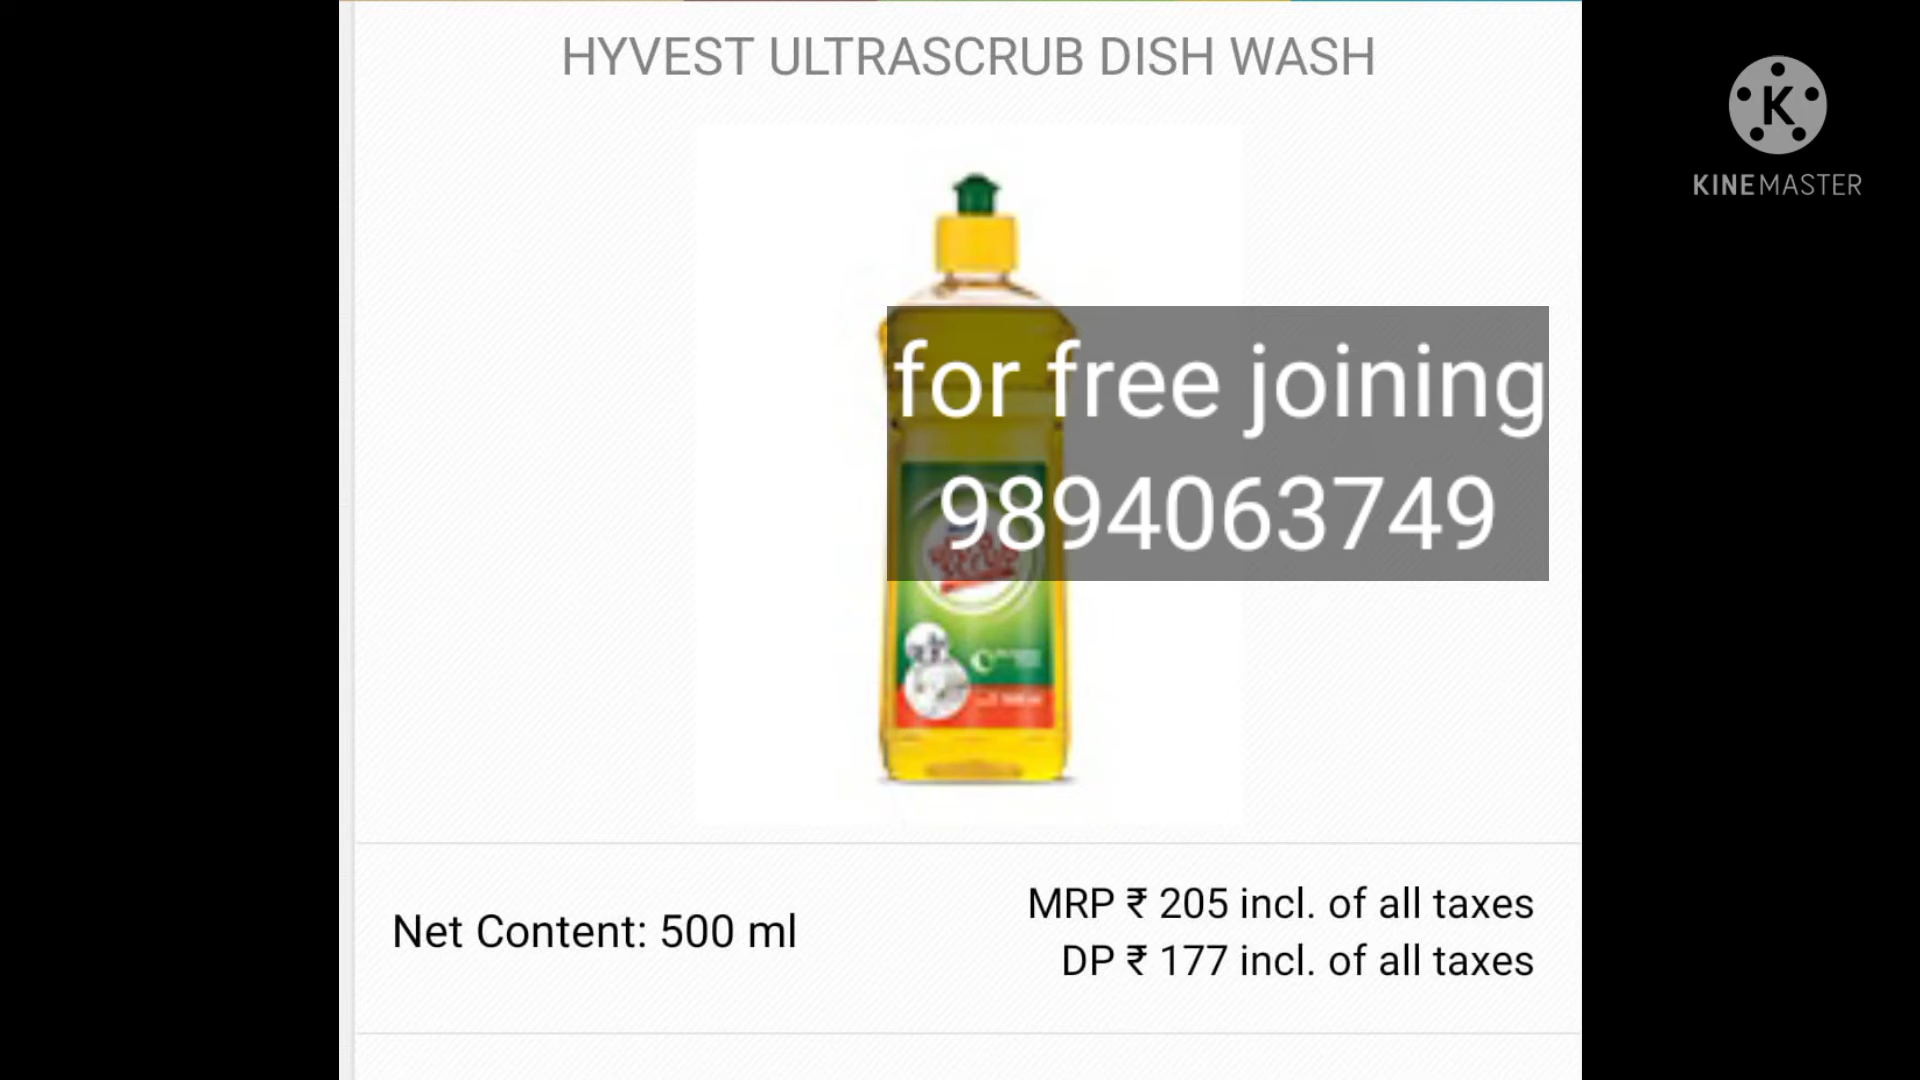 HYVEST ULTRASCRUB DISH WASH
K
KINEMASTER
for free joining
9894063749
Net Content: 500 ml
MRP ₹ 205 incl. of all taxes
DP ₹ 177 incl. of all taxes